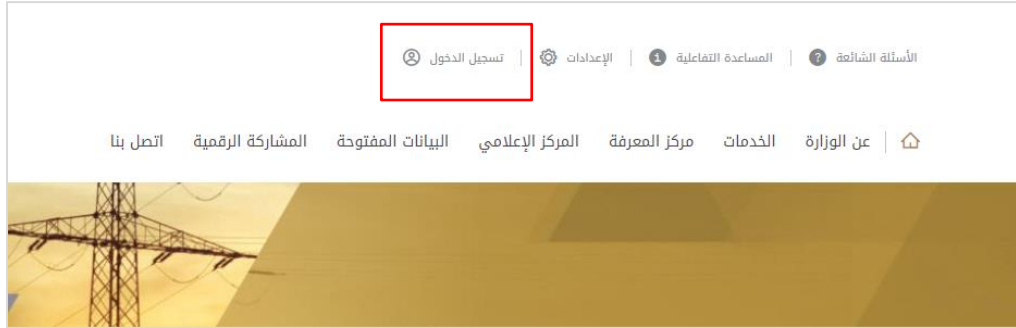 الأسئلة الشائعة | المساعدة التفاعلية | الإعدادات | تسجيل الدخول
عن الوزارة الخدمات مركز المعرفة المركز الإعلامي البيانات المفتوحة المشاركة الرقمية اتصل بنا